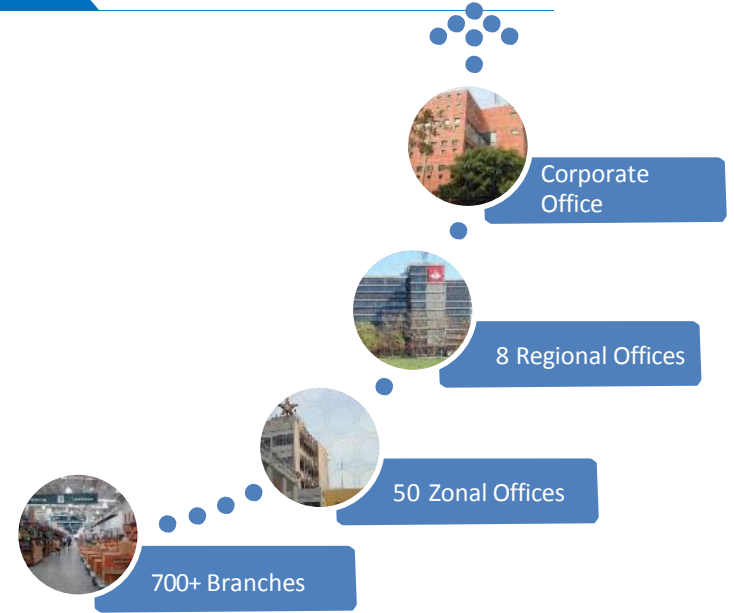 Corporate
Office
8 Regional Offices
50 Zonal Offices
700+ Branches